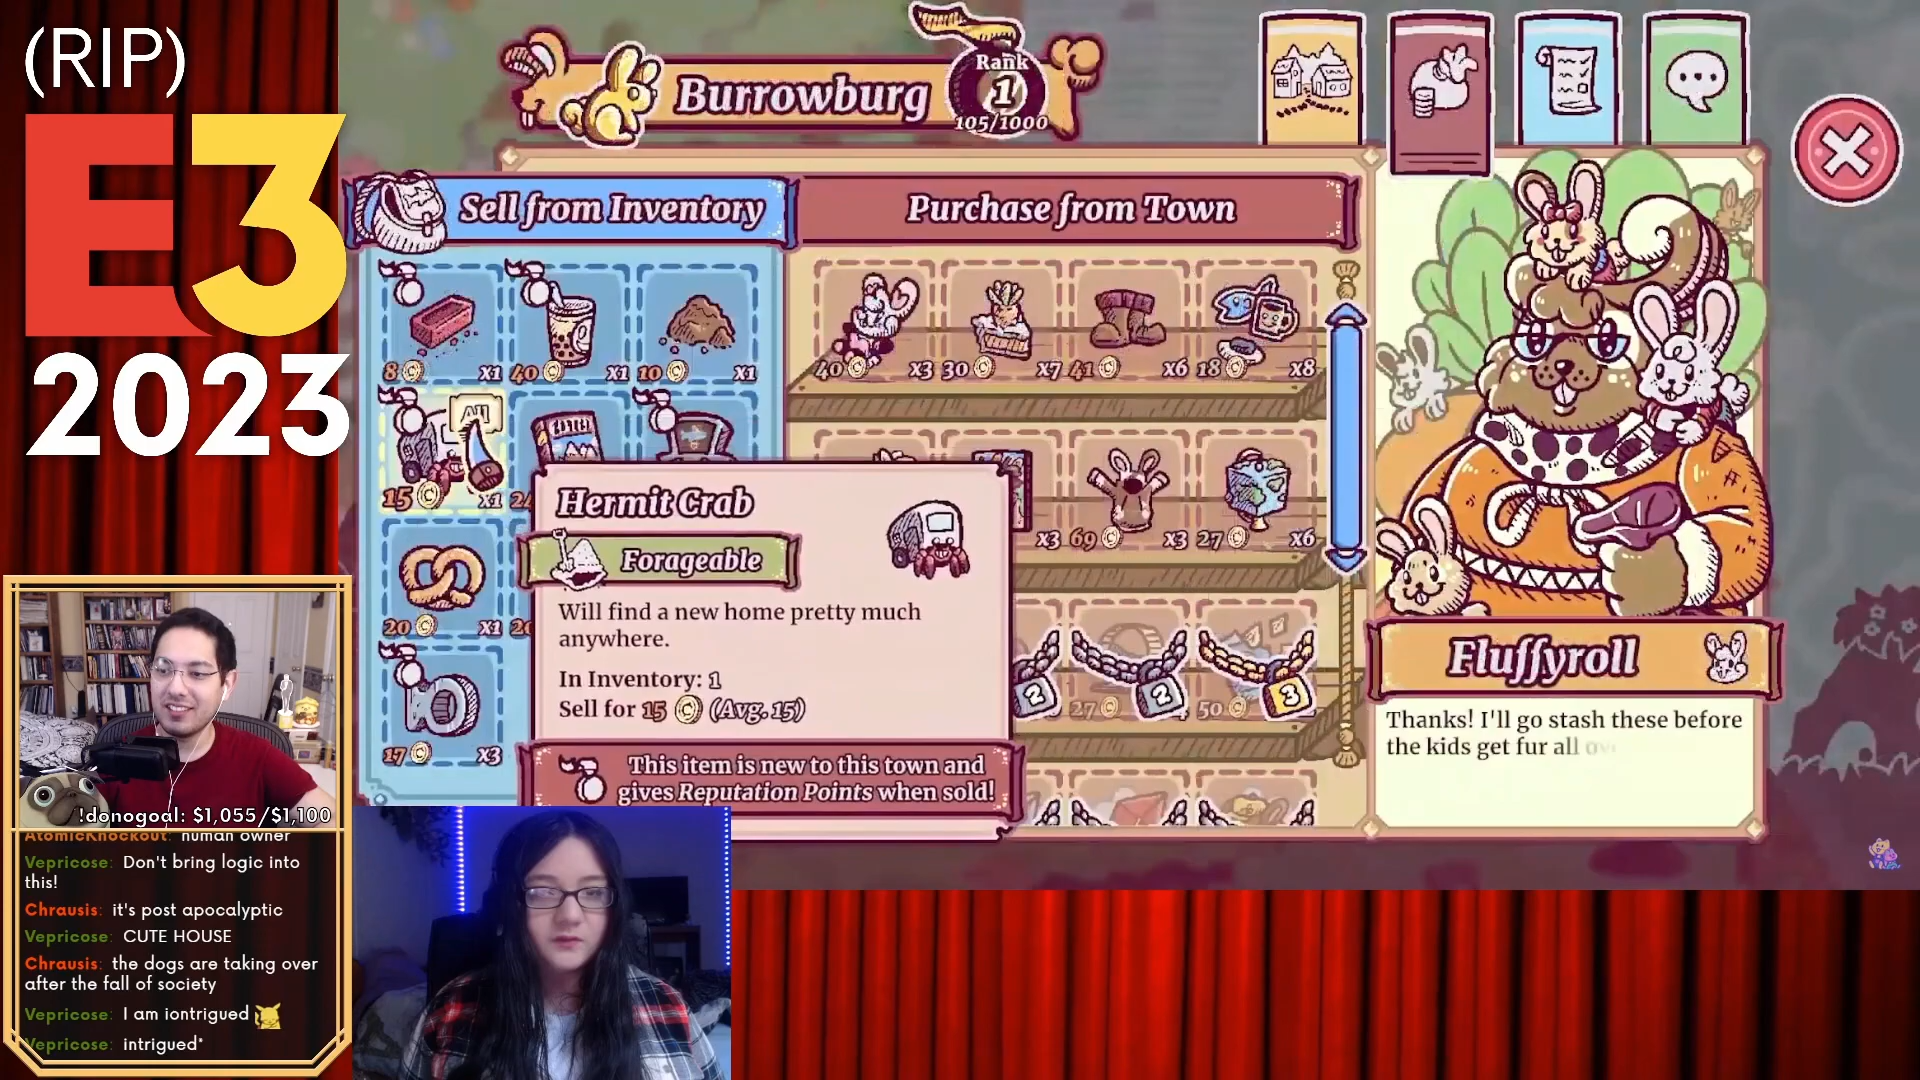 (RIP)
E3
2023
Burrowburg
Rank
1
105/1000
Sell from Inventory
Purchase from Town
8 x1
40 x1
10 x1
40 x3
30 x7
41 x6
18 x8
All
15 x1
x3
69 x3
27 x6
20 x1
17 x3
Hermit Crab
Forageable
Will find a new home pretty much
anywhere.
In Inventory: 1
Sell for 15 (Avg. 15)
This item is new to this town and
gives Reputation Points when sold!
2
2
3
27
50
Fluffyroll
Thanks! I'll go stash these before
the kids get fur all
!donogoal: $1,055/$1,100
AtomicKnockout: human owner
Vepricose: Don't bring logic into
this!
Chrausis: it's post apocalyptic
Vepricose: CUTE HOUSE
Chrausis: the dogs are taking over
after the fall of society
Vepricose: I am iontrigued
Vepricose: intrigued*